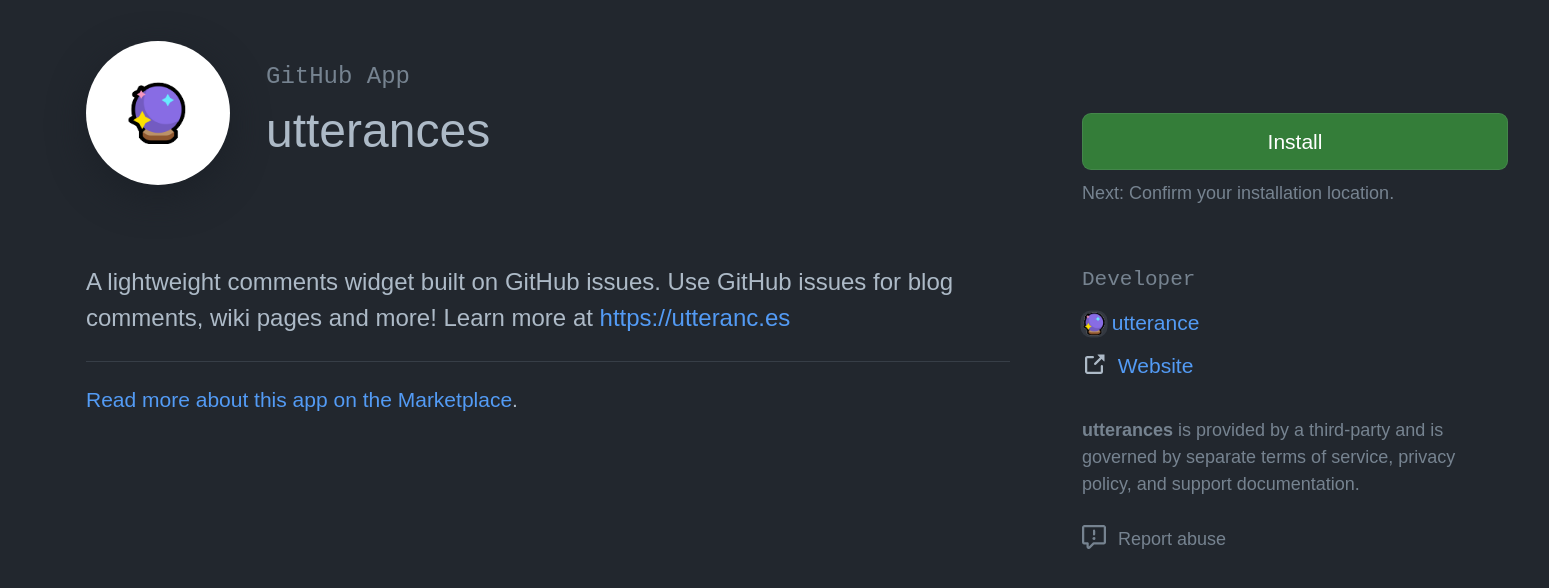 GitHub App
utterances
A lightweight comments widget built on GitHub issues. Use GitHub issues for blog
comments, wiki pages and more! Learn more at https://utteranc.es
Read more about this app on the Marketplace.
Install
Next: Confirm your installation location.
Developer
utterance
Website
utterances is provided by a third-party and is
governed by separate terms of service, privacy
policy, and support documentation.
Report abuse